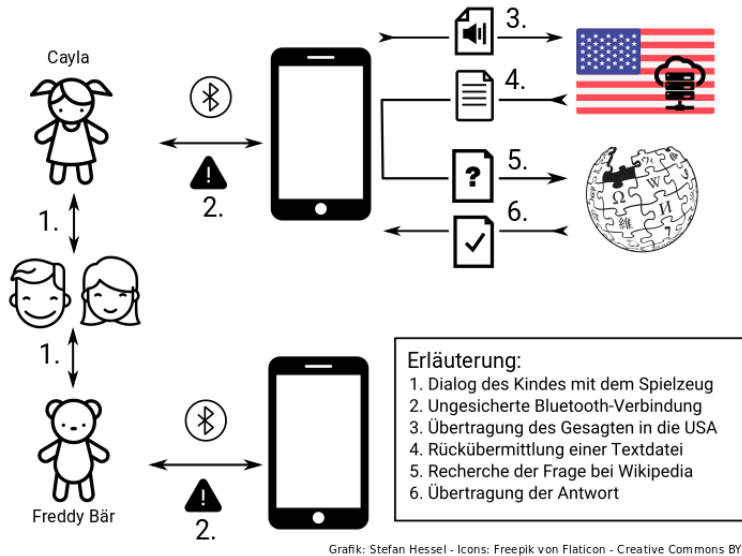 Cayla
1.
2.
3.
4.
5.
6.
1.
Freddy Bär
2.
Erläuterung:
1. Dialog des Kindes mit dem Spielzeug
2. Ungesicherte Bluetooth-Verbindung
3. Übertragung des Gesagten in die USA
4. Rückübermittlung einer Textdatei
5. Recherche der Frage bei Wikipedia
6. Übertragung der Antwort
Grafik: Stefan Hessel - Icons: Freepik von Flaticon - Creative Commons BY